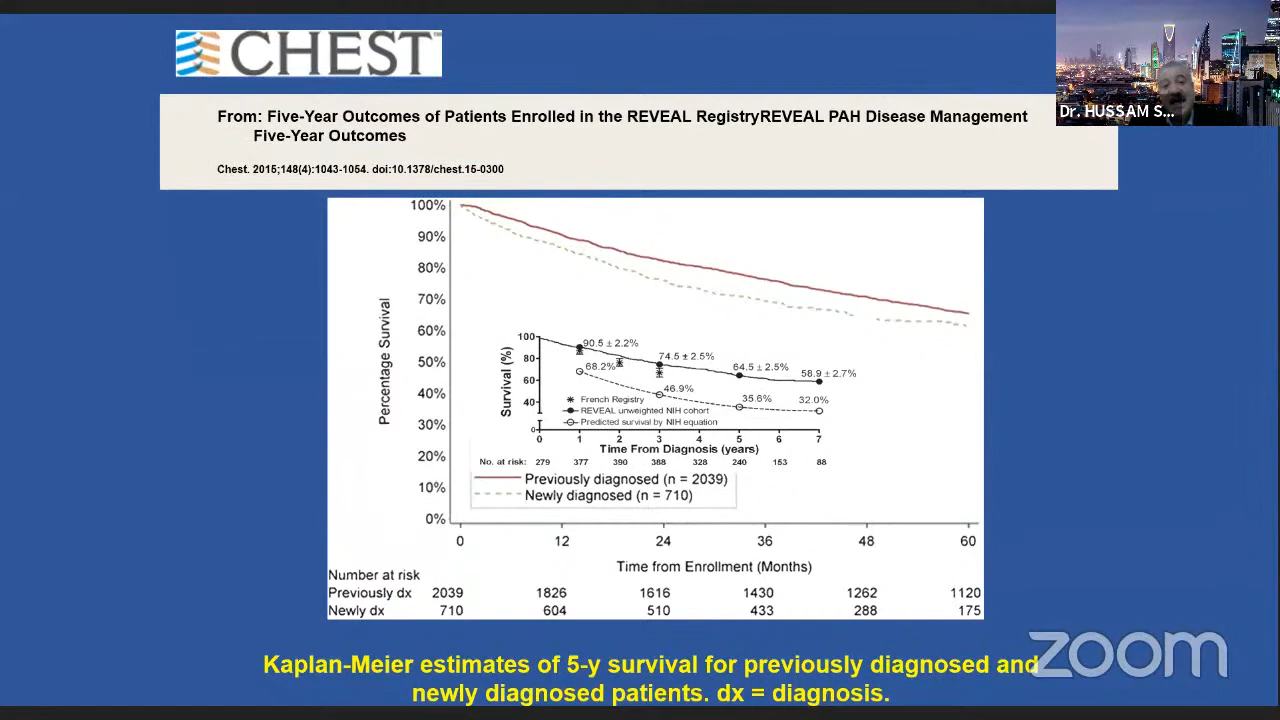 CHEST™
Dr. HUSSAM S...
From: Five-Year Outcomes of Patients Enrolled in the REVEAL RegistryREVEAL PAH Disease Management
Five-Year Outcomes
Chest. 2015;148(4):1043-1054. doi:10.1378/chest.15-0300
Percentage Survival
100%
90%
80%
70%
60%
50%
40%
30%
20%
10%
0%
Survival (%)
100
80
60
40
0
90.5 ± 2.2%
74.5 ± 2.5%
64.5 ± 2.5%
58.9 ± 2.7%
68.2%
46.9%
35.6%
32.0%
French Registry
REVEAL unweighted NIH cohort
Predicted survival by NIH equation
0 1 2 3 4 5 6 7
Time From Diagnosis (years)
No. at risk: 279 377 390 388 328 240 153 88
Previously diagnosed (n = 2039)
Newly diagnosed (n = 710)
0 12 24 36 48 60
Time from Enrollment (Months)
Number at risk
Previously dx 2039 1826 1616 1430 1262 1120
Newly dx 710 604 510 433 288 175
Kaplan-Meier estimates of 5-y survival for previously diagnosed and
newly diagnosed patients. dx = diagnosis.
zoom